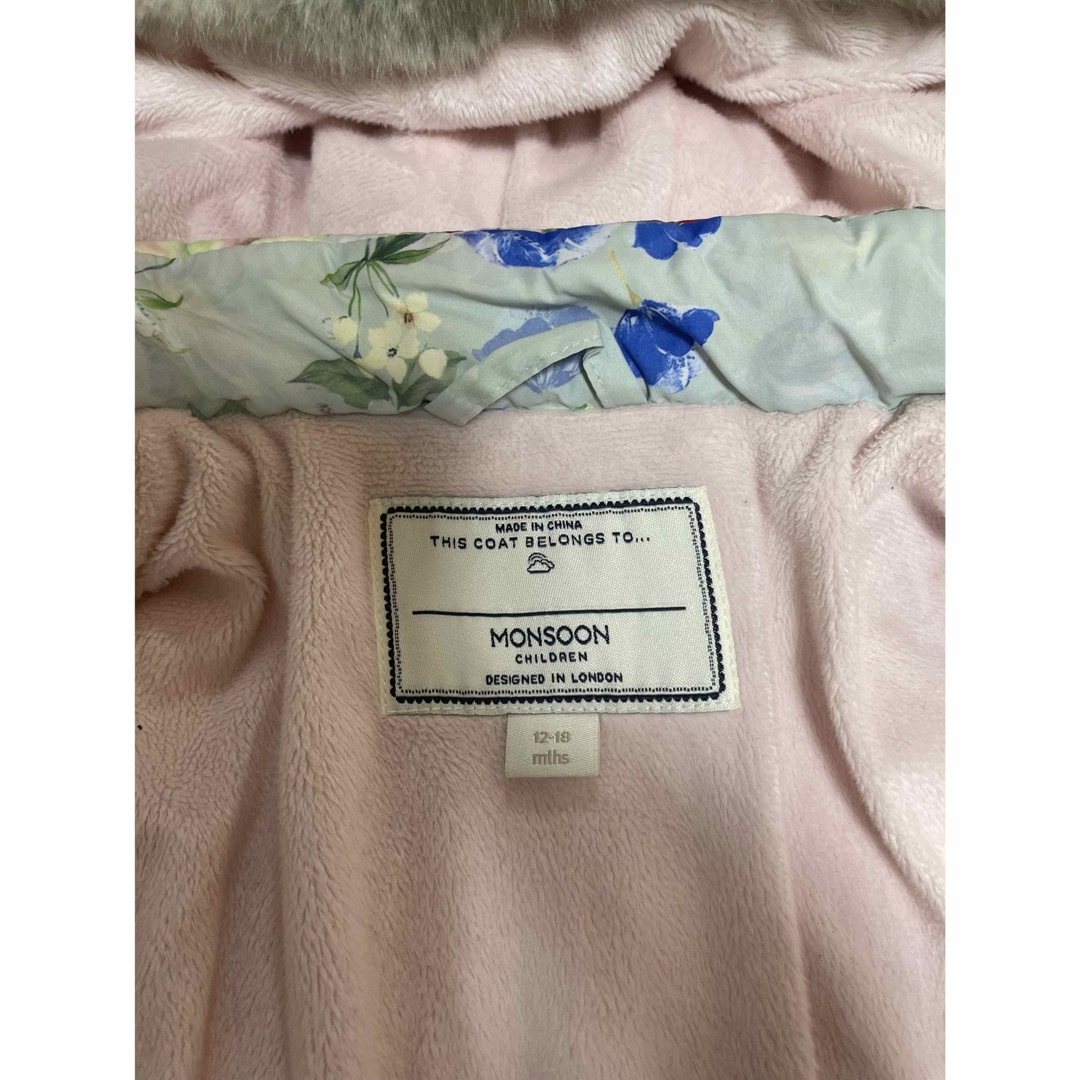 MADE IN CHINA
THIS COAT BELONGS TO...
MONSOON
CHILDREN
DESIGNED IN LONDON
12-18
mths